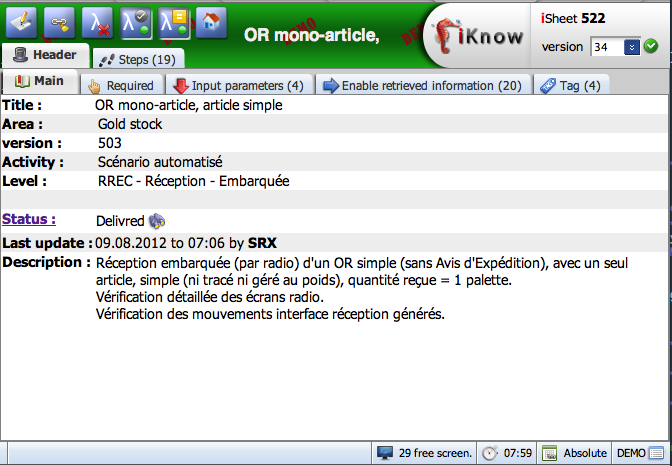 OR mono-article,
DEMO
DEMO
iKnow
iSheet 522
version 34
Header
Steps (19)
Main
Required
Input parameters (4)
Enable retrieved information (20)
Tag (4)
Title : OR mono-article, article simple
Area : Gold stock
version : 503
Activity : Scénario automatisé
Level : RREC - Réception - Embarquée
Status : Delivred
Last update : 09.08.2012 to 07:06 by SRX
Description : Réception embarquée (par radio) d'un OR simple (sans Avis d'Expédition), avec un seul
article, simple (ni tracé ni géré au poids), quantité reçue = 1 palette.
Vérification détaillée des écrans radio.
Vérification des mouvements interface réception générés.
29 free screen.
07:59
Absolute
DEMO